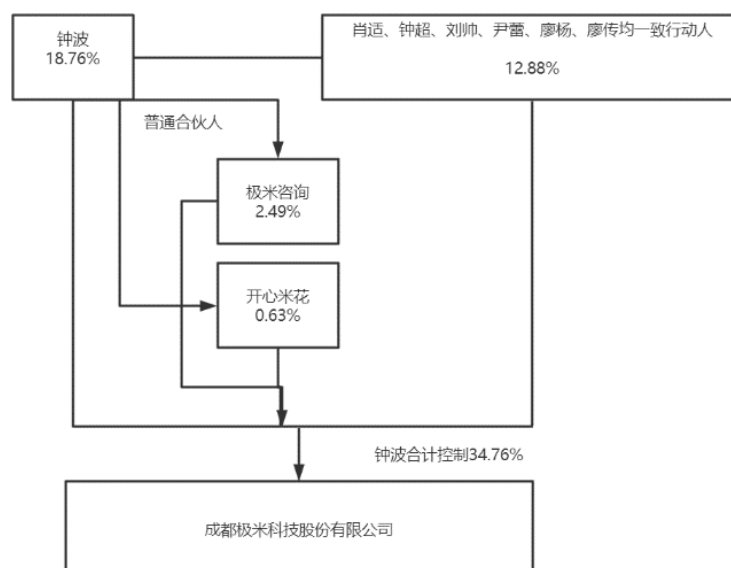 钟波
18.76%
肖适、钟超、刘帅、尹蕾、廖杨、廖传均一致行动人
12.88%
普通合伙人
极米咨询
2.49%
开心米花
0.63%
钟波合计控制34.76%
成都极米科技股份有限公司